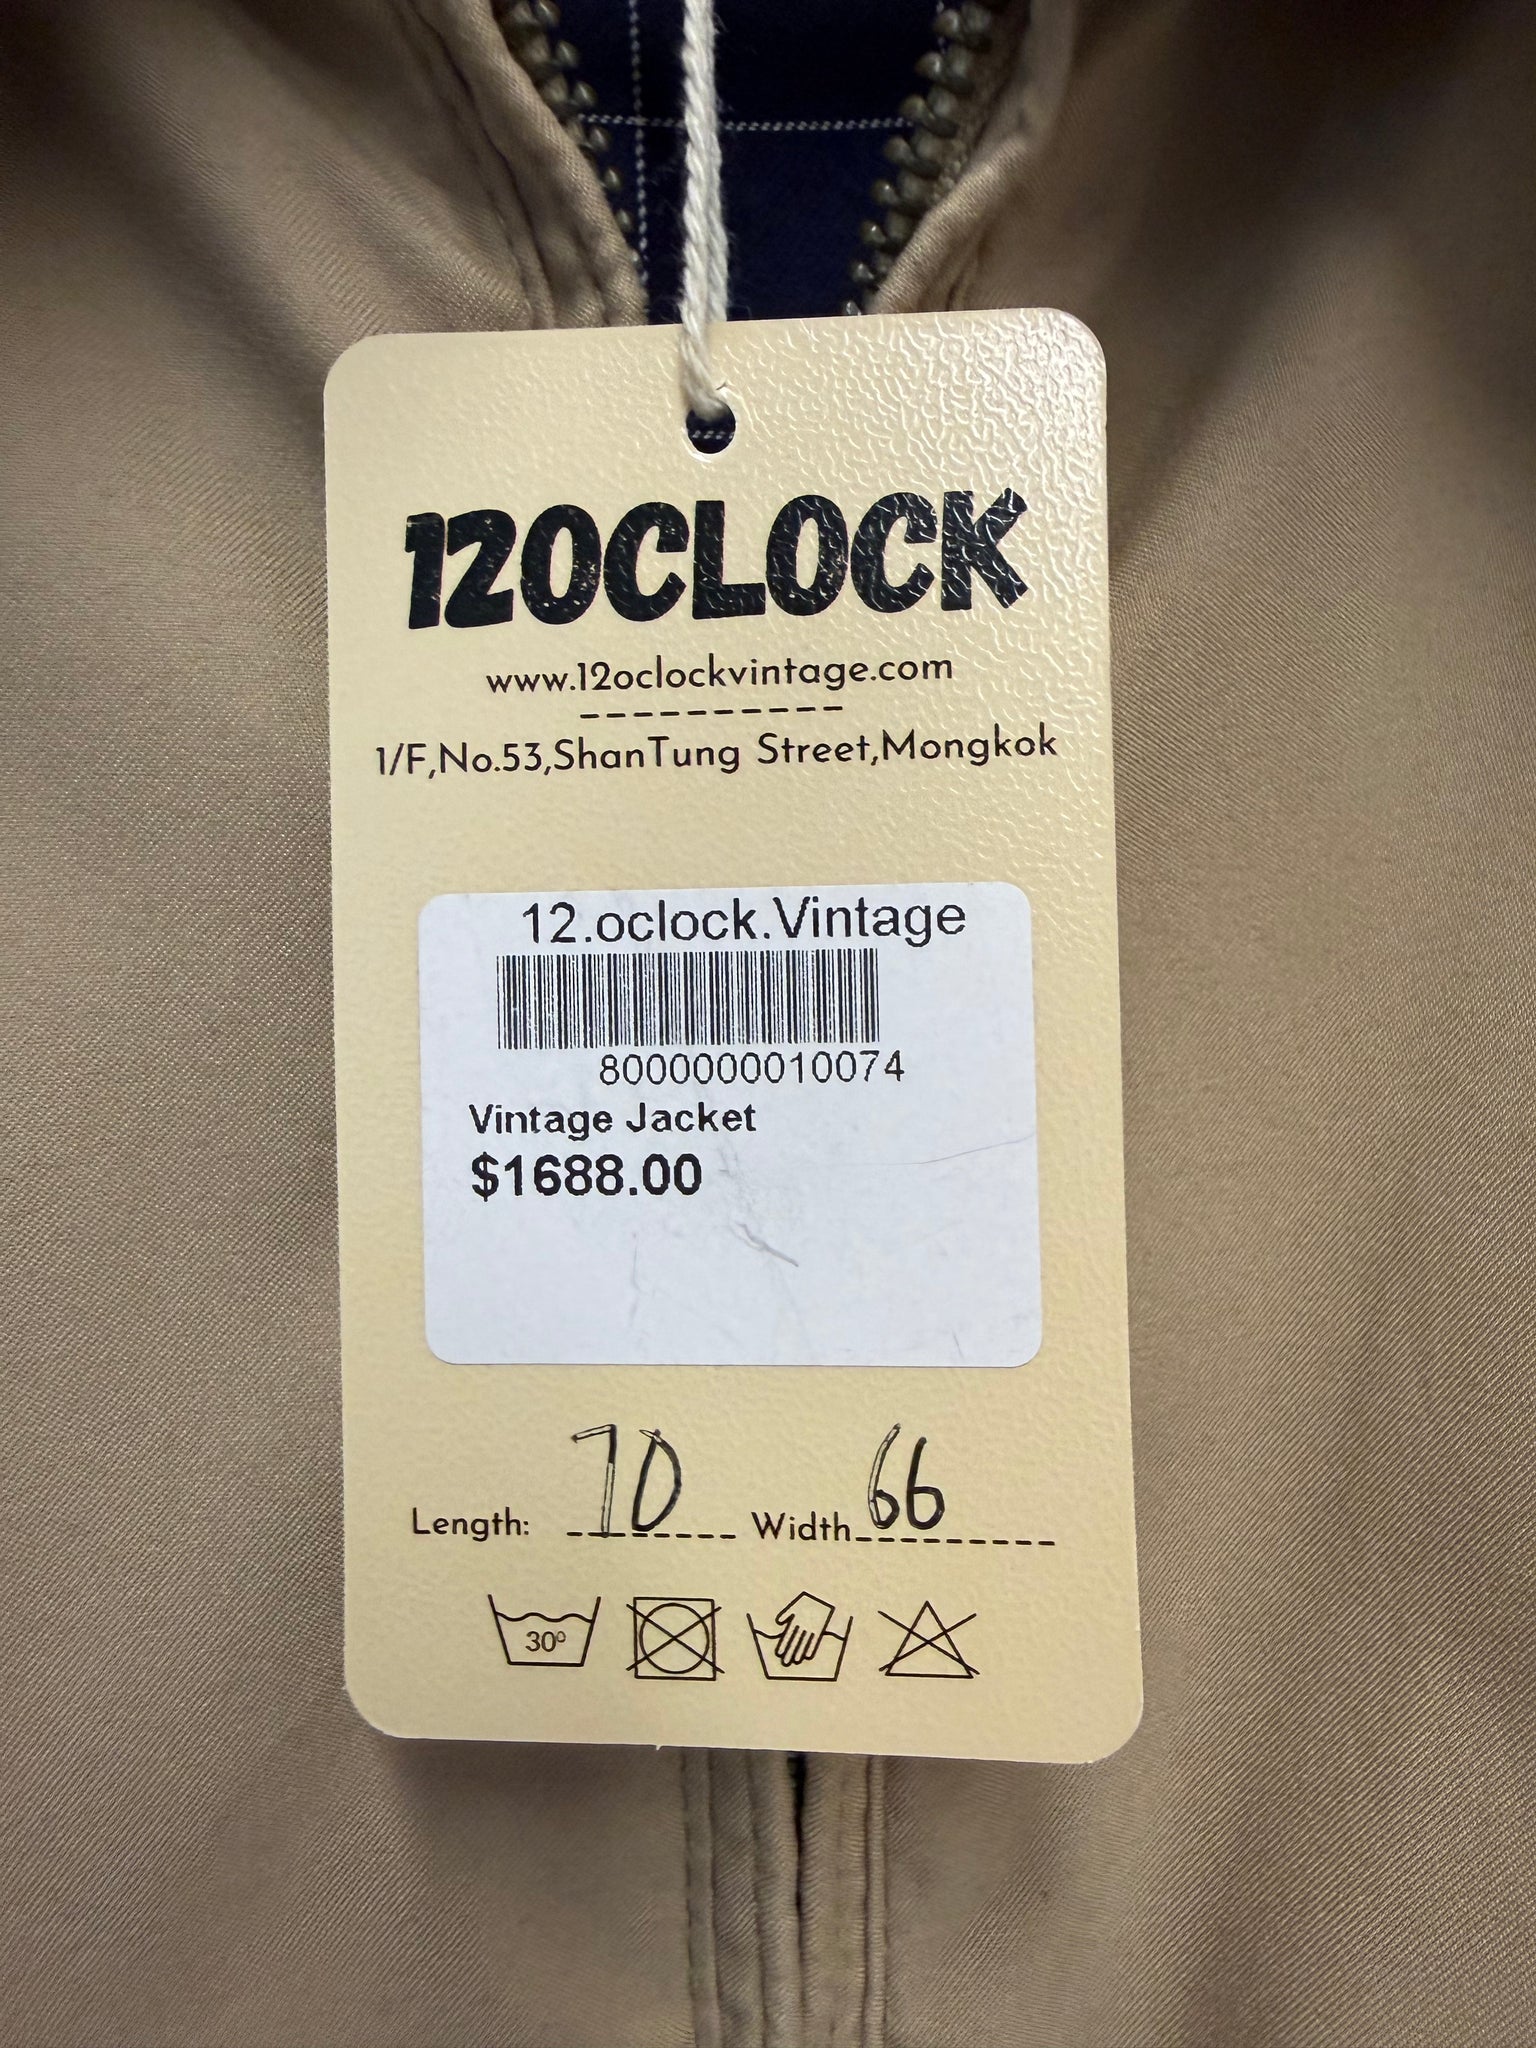 12OCLOCK
www.12oclockvintage.com
1/F,No.53,ShanTung Street,Mongkok
12.oclock.Vintage
8000000010074
Vintage Jacket
$1688.00
Length: 70 Width 66
30º